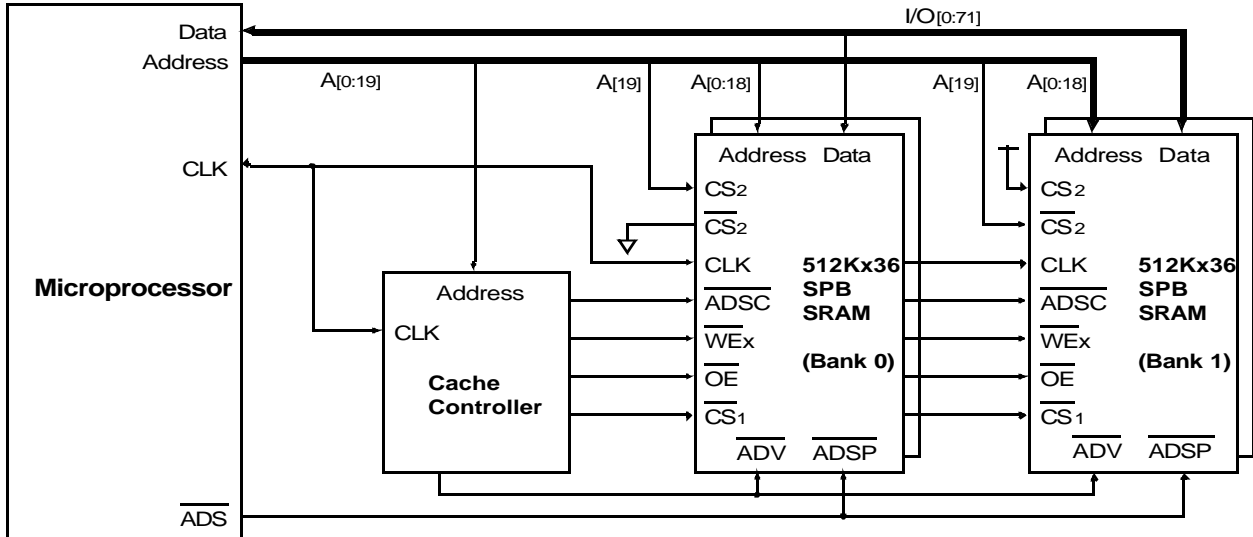 I/O[0:71]
Data
Address
A[0:19]
A[19]
A[0:18]
A[19]
A[0:18]
CLK
Microprocessor
ADS
Address
CLK
Cache
Controller
Address Data
CS2
CS2
CLK
ADSC
WEx
OE
CS1
ADV ADSP
512Kx36
SPB
SRAM
(Bank 0)
Address Data
CS2
CS2
CLK
ADSC
WEx
OE
CS1
ADV ADSP
512Kx36
SPB
SRAM
(Bank 1)